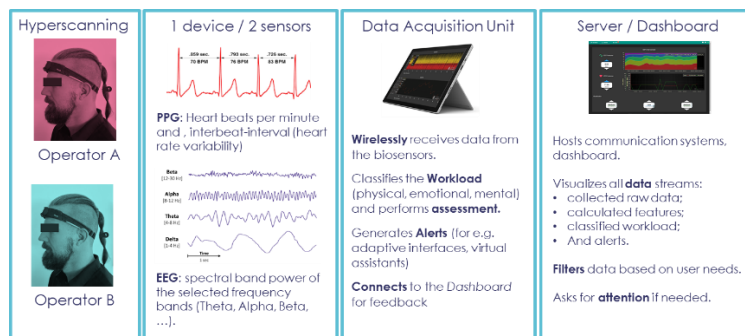 Hyperscanning
Operator A
Operator B
1 device / 2 sensors
.859 sec.
.793 sec.
.726 sec.
70 BPM
76 BPM
83 BPM
PPG: Heart beats per minute
and , interbeat-interval (heart
rate variability)
Beta
Alpha
Theta
Delta
Time
EEG: spectral band power of
the selected frequency
bands (Theta, Alpha, Beta,
…).
Data Acquisition Unit
Wirelessly receives data from
the biosensors.
Classifies the Workload
(physical, emotional, mental)
and performs assessment.
Generates Alerts (for e.g.
adaptive interfaces, virtual
assistants)
Connects to the Dashboard
for feedback
Server / Dashboard
Hosts communication systems,
dashboard.
Visualizes all data streams:
• collected raw data;
• calculated features;
• classified workload;
• And alerts.
Filters data based on user needs.
Asks for attention if needed.